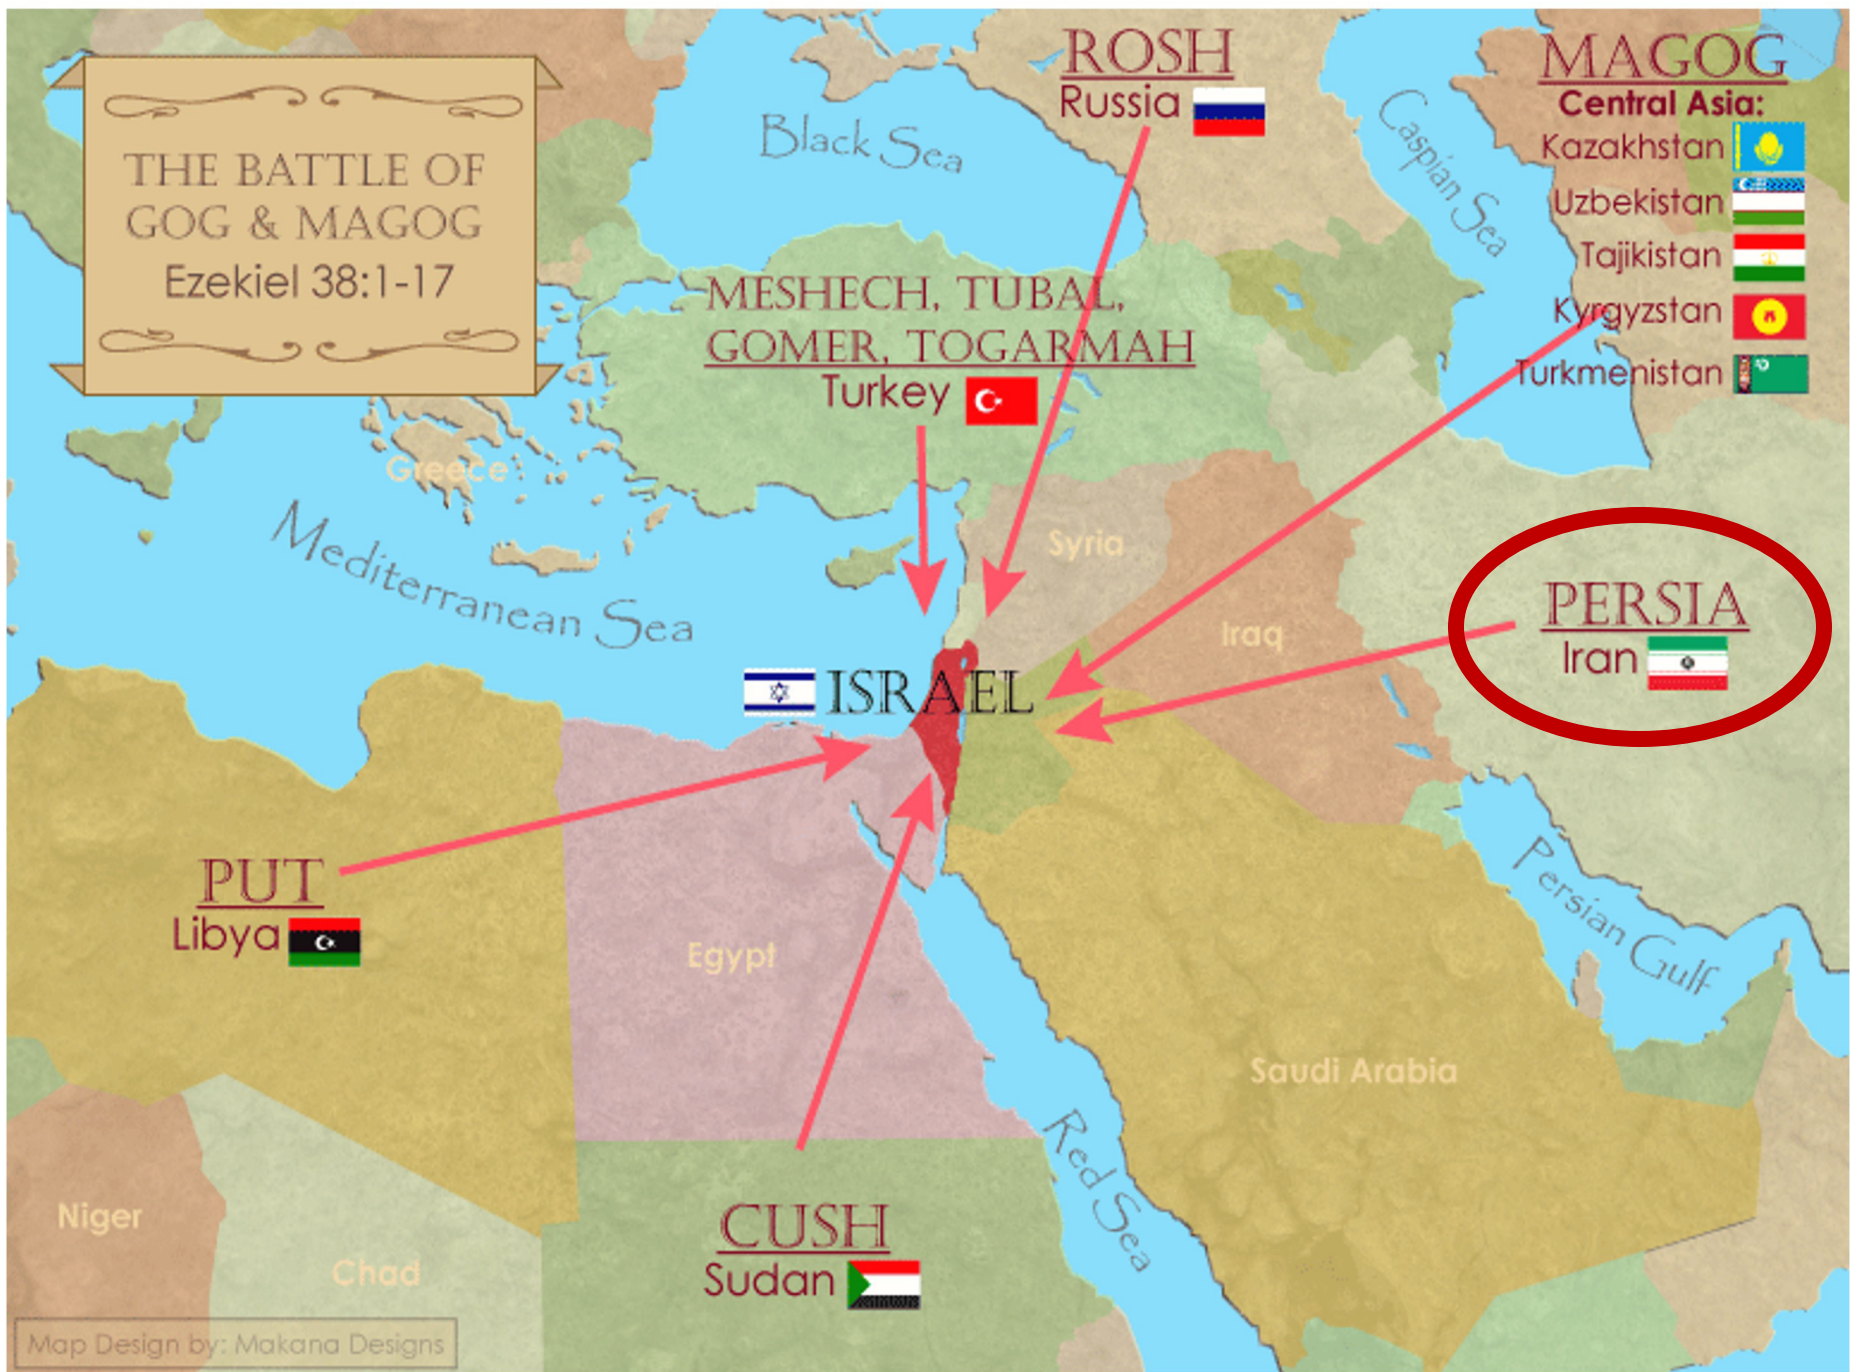 THE BATTLE OF
GOG & MAGOG
Ezekiel 38:1-17
ROSH
Russia
MAGOG
Central Asia:
Kazakhstan
Uzbekistan
Tajikistan
Kyrgyzstan
Turkmenistan
Black Sea
Caspian Sea
MESHECH, TUBAL,
GOMER, TOGARMAH
Turkey
Greece
Mediterranean Sea
Syria
Iraq
PERSIA
Iran
ISRAEL
PUT
Libya
Egypt
Persian Gulf
Saudi Arabia
Red Sea
Niger
Chad
CUSH
Sudan
Map Design by: Makana Designs